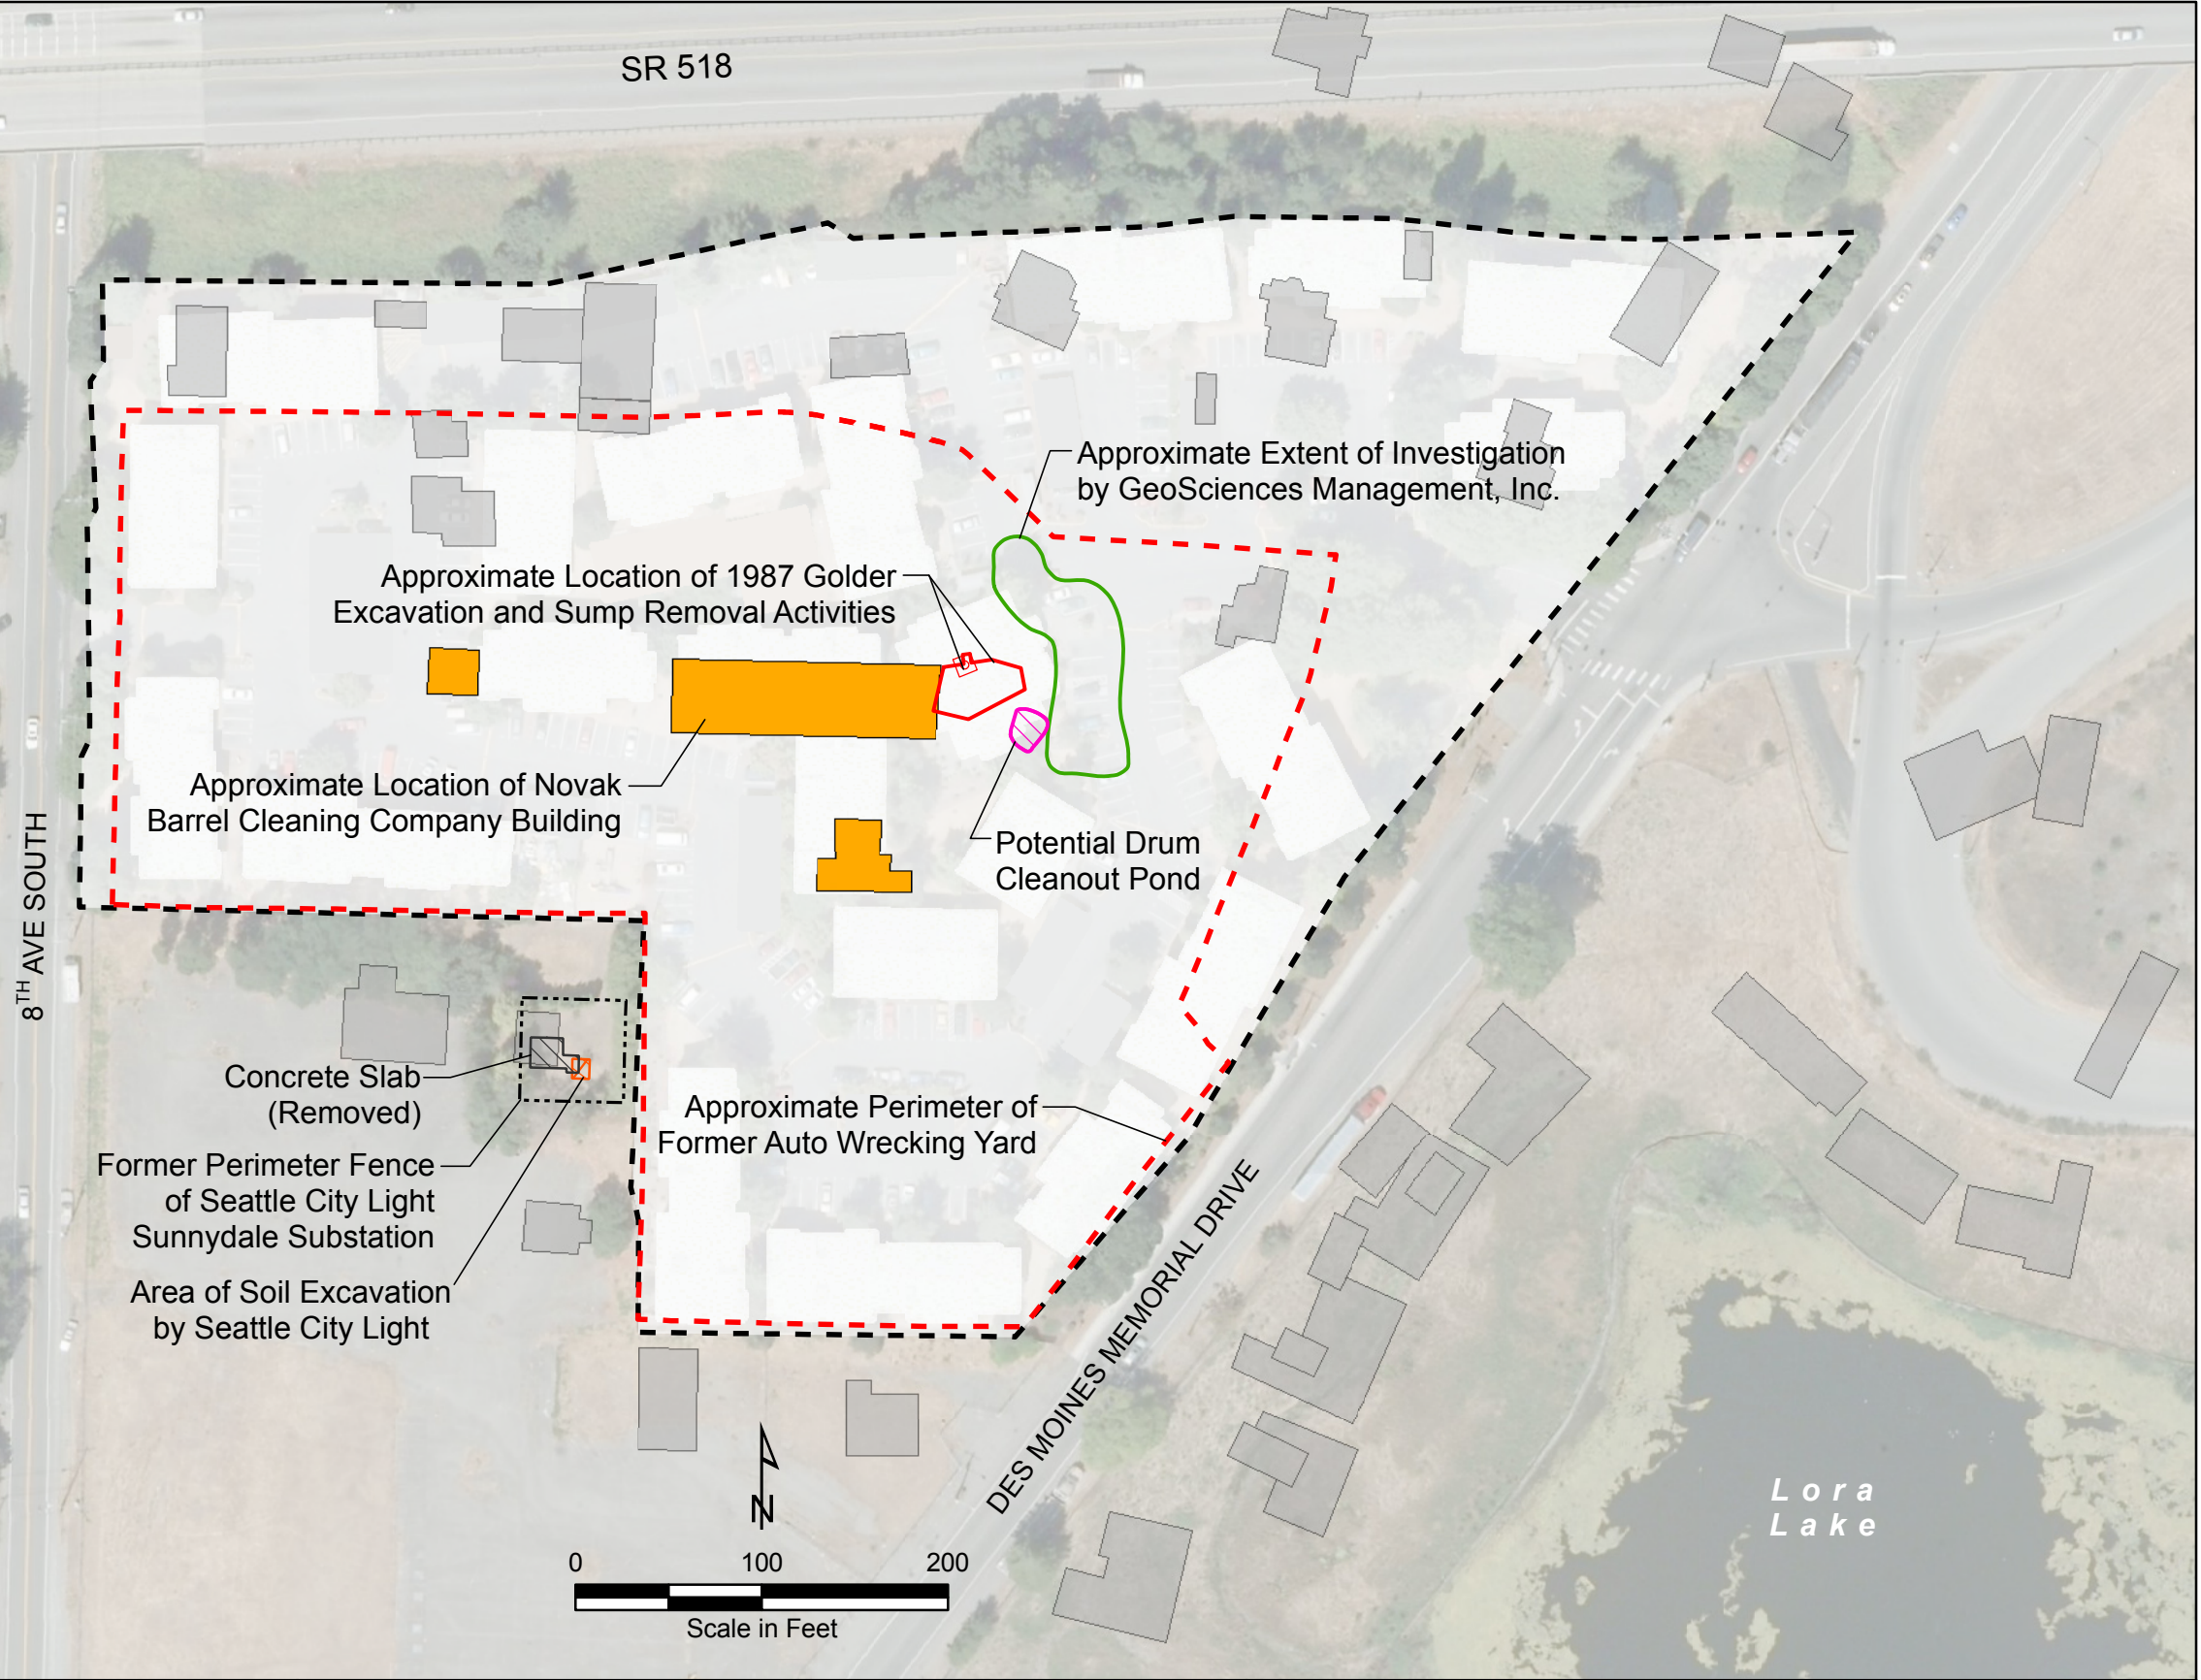 SR 518
Approximate Extent of Investigation
by GeoSciences Management, Inc.
Approximate Location of 1987 Golder
Excavation and Sump Removal Activities
Approximate Location of Novak
Barrel Cleaning Company Building
Potential Drum
Cleanout Pond
8TH AVE SOUTH
Concrete Slab
(Removed)
Approximate Perimeter of
Former Auto Wrecking Yard
Former Perimeter Fence
of Seattle City Light
Sunnydale Substation
Area of Soil Excavation
by Seattle City Light
DES MOINES MEMORIAL DRIVE
Lora
Lake
N
0 100 200
Scale in Feet